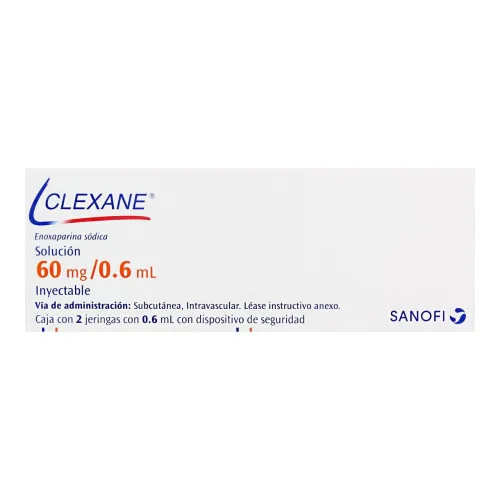 CLEXANE®
Enoxaparina sódica
Solución
60 mg/0.6 mL
Inyectable
Vía de administración: Subcutánea, Intravascular. Léase instructivo anexo.
Caja con 2 jeringas con 0.6 mL con dispositivo de seguridad
SANOFI